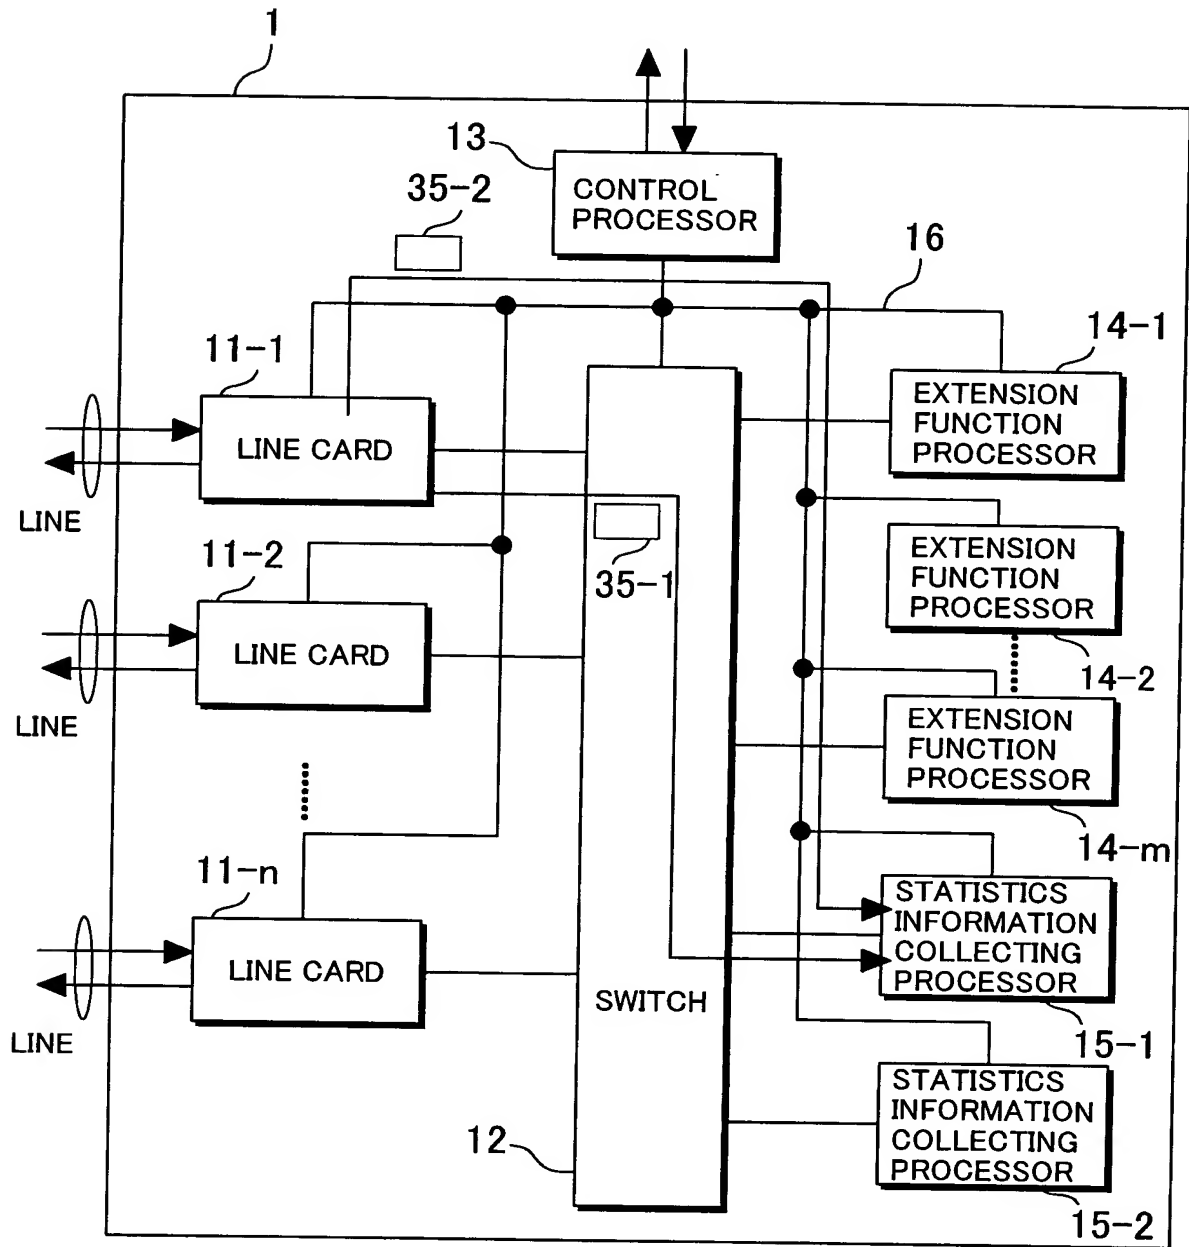 1
13
CONTROL
PROCESSOR
35-2
16
11-1
14-1
LINE CARD
EXTENSION
FUNCTION
PROCESSOR
LINE
35-1
11-2
EXTENSION
FUNCTION
PROCESSOR
14-2
LINE CARD
LINE
EXTENSION
FUNCTION
PROCESSOR
14-m
11-n
LINE CARD
LINE
SWITCH
STATISTICS
INFORMATION
COLLECTING
PROCESSOR
15-1
STATISTICS
INFORMATION
COLLECTING
PROCESSOR
12
15-2